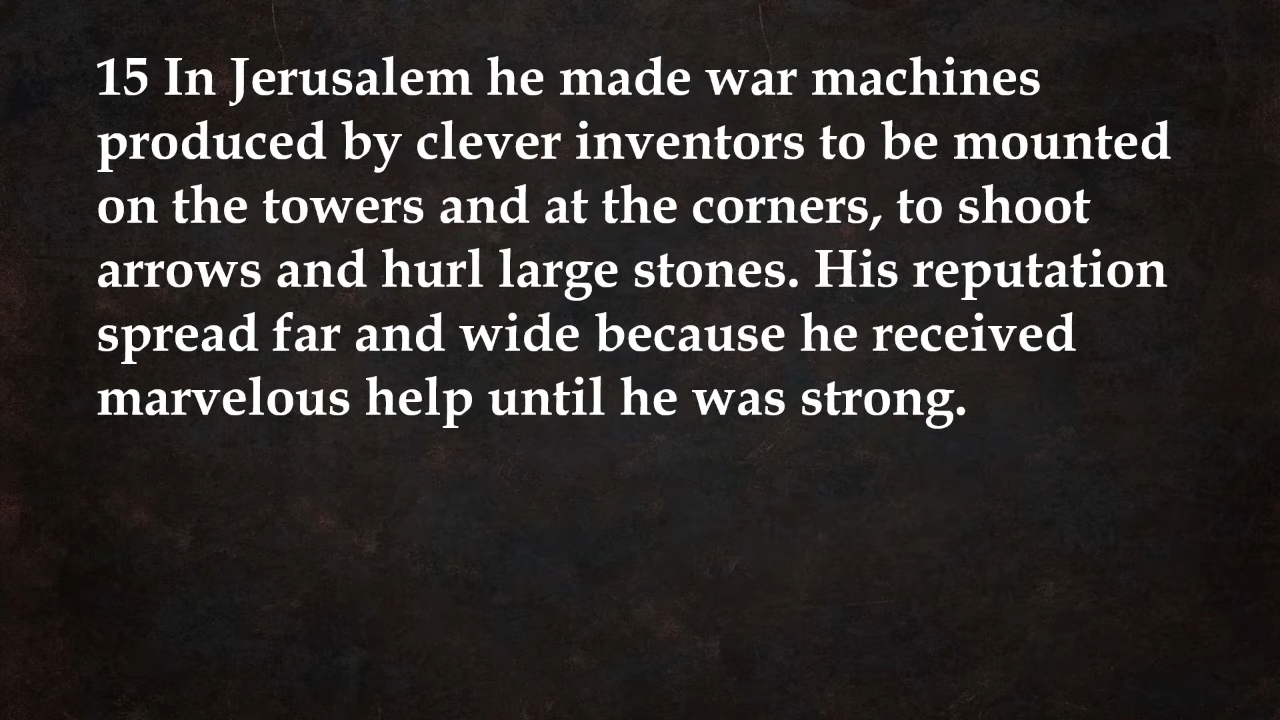 15 In Jerusalem he made war machines
produced by clever inventors to be mounted
on the towers and at the corners, to shoot
arrows and hurl large stones. His reputation
spread far and wide because he received
marvelous help until he was strong.